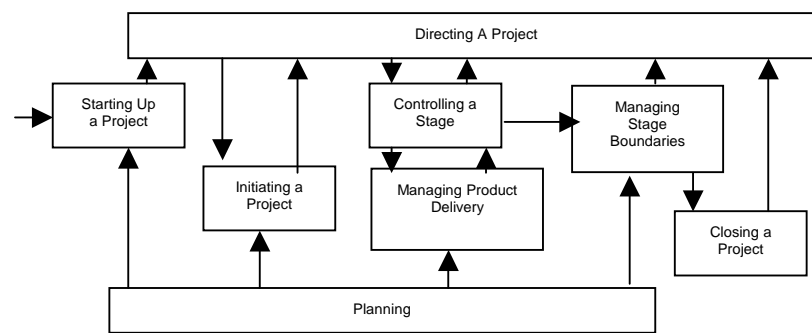 Directing A Project
Starting Up
a Project
Controlling a
Stage
Managing
Stage
Boundaries
Initiating a
Project
Managing Product
Delivery
Closing a
Project
Planning